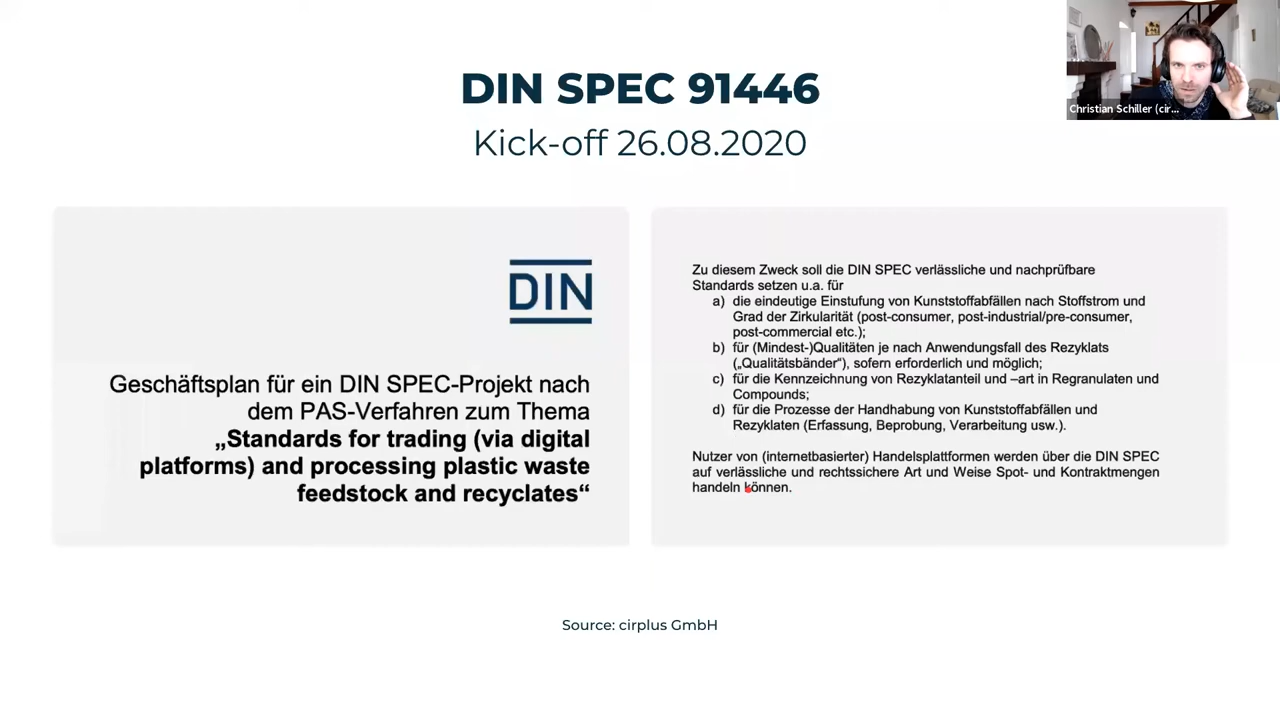 DIN SPEC 91446
Kick-off 26.08.2020
Christian Schiller (cir...
DIN
Geschäftsplan für ein DIN SPEC-Projekt nach
dem PAS-Verfahren zum Thema
„Standards for trading (via digital
platforms) and processing plastic waste
feedstock and recyclates“
Zu diesem Zweck soll die DIN SPEC verlässliche und nachprüfbare
Standards setzen u.a. für
a) die eindeutige Einstufung von Kunststoffabfällen nach Stoffstrom und
Grad der Zirkularität (post-consumer, post-industrial/pre-consumer,
post-commercial etc.);
b) für (Mindest-)Qualitäten je nach Anwendungsfall des Rezyklats
(„Qualitätsbänder“), sofern erforderlich und möglich;
c) für die Kennzeichnung von Rezyklatanteil und –art in Regranulaten und
Compounds;
d) für die Prozesse der Handhabung von Kunststoffabfällen und
Rezyklaten (Erfassung, Beprobung, Verarbeitung usw.).
Nutzer von (internetbasierter) Handelsplattformen werden über die DIN SPEC
auf verlässliche und rechtssichere Art und Weise Spot- und Kontraktmengen
handeln können.
Source: cirplus GmbH